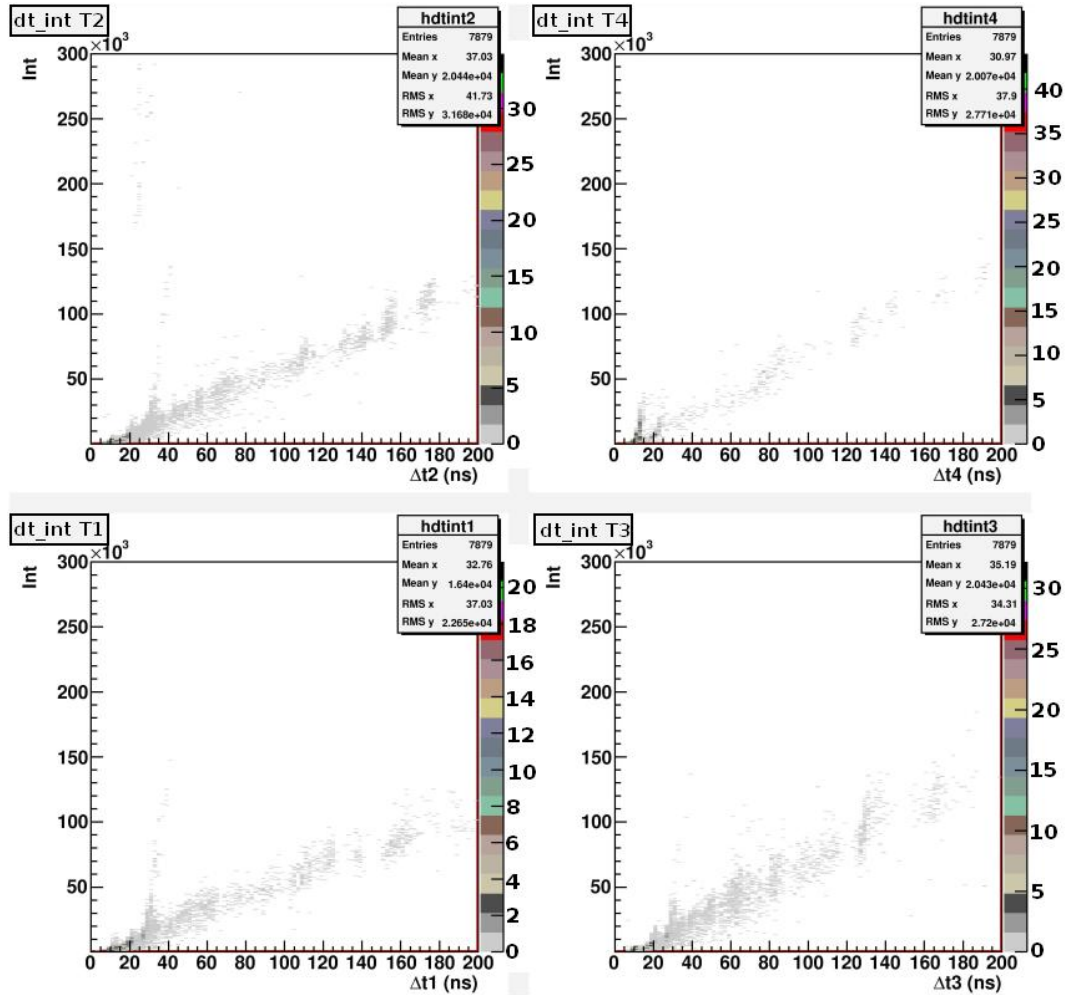 dt_int T2
×10³
Int
300
250
200
150
100
50
0 20 40 60 80 100 120 140 160 180 200
Δt2 (ns)
hdtint2
Entries 7879
Mean x 37.03
Mean y 2.044e+04
RMS x 41.73
RMS y 3.168e+04
30
25
20
15
10
5
0
dt_int T4
×10³
Int
300
250
200
150
100
50
0 20 40 60 80 100 120 140 160 180 200
Δt4 (ns)
hdtint4
Entries 7879
Mean x 30.97
Mean y 2.007e+04
RMS x 37.9
RMS y 2.771e+04
40
35
30
25
20
15
10
5
0
dt_int T1
×10³
Int
300
250
200
150
100
50
0 20 40 60 80 100 120 140 160 180 200
Δt1 (ns)
hdtint1
Entries 7879
Mean x 32.76
Mean y 1.64e+04
RMS x 37.03
RMS y 2.265e+04
20
18
16
14
12
10
8
6
4
2
0
dt_int T3
×10³
Int
300
250
200
150
100
50
0 20 40 60 80 100 120 140 160 180 200
Δt3 (ns)
hdtint3
Entries 7879
Mean x 35.19
Mean y 2.043e+04
RMS x 34.31
RMS y 2.72e+04
30
25
20
15
10
5
0